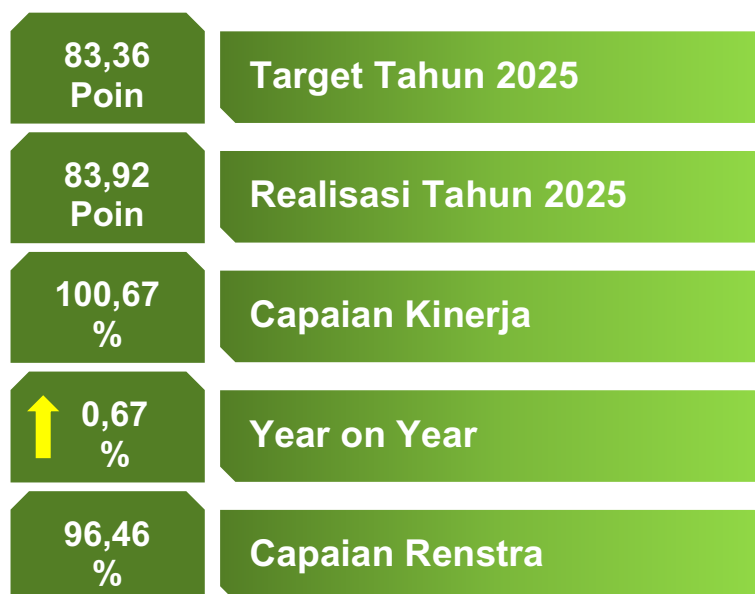 83,36
Poin
Target Tahun 2025
83,92
Poin
Realisasi Tahun 2025
100,67
%
Capaian Kinerja
0,67
%
Year on Year
96,46
%
Capaian Renstra